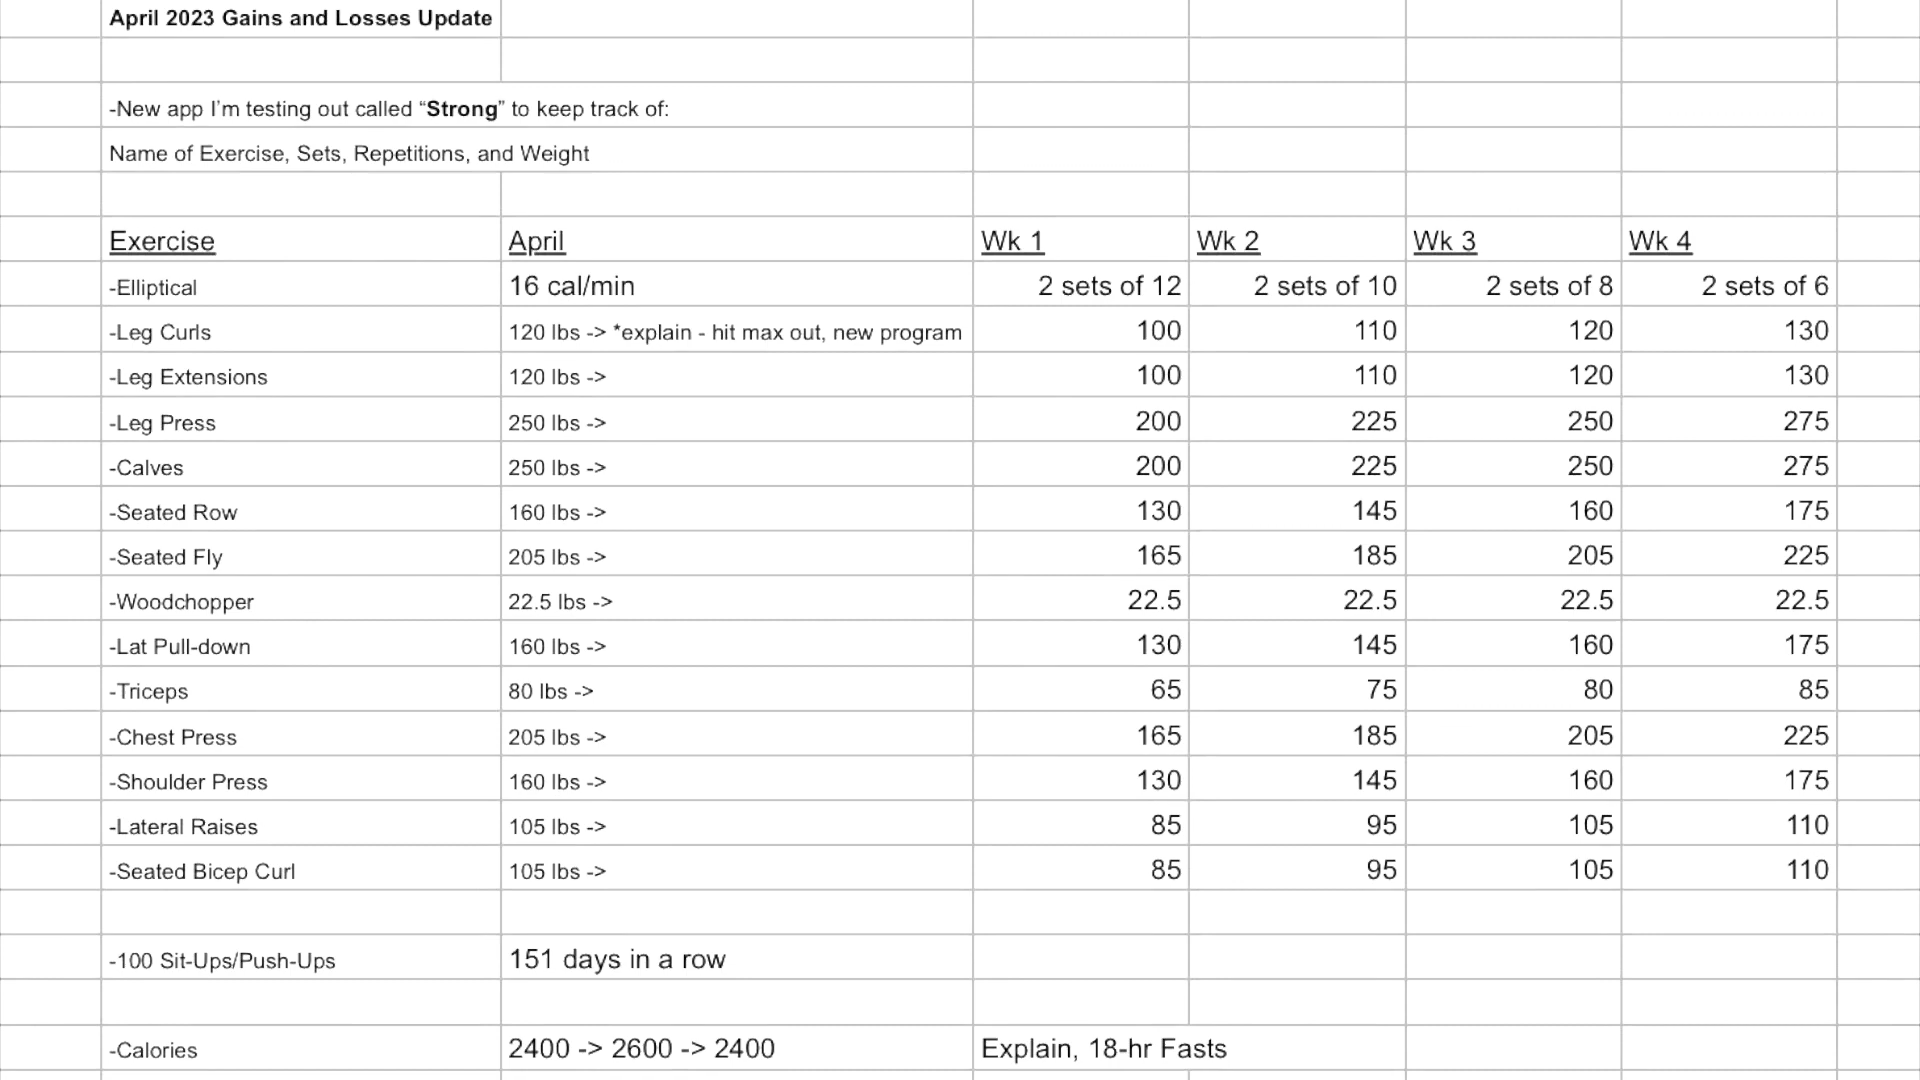 April 2023 Gains and Losses Update
-New app I'm testing out called “Strong” to keep track of:
Name of Exercise, Sets, Repetitions, and Weight
Exercise April Wk 1 Wk 2 Wk 3 Wk 4
-Elliptical 16 cal/min 2 sets of 12 2 sets of 10 2 sets of 8 2 sets of 6
-Leg Curls 120 lbs -> *explain - hit max out, new program 100 110 120 130
-Leg Extensions 120 lbs -> 100 110 120 130
-Leg Press 250 lbs -> 200 225 250 275
-Calves 250 lbs -> 200 225 250 275
-Seated Row 160 lbs -> 130 145 160 175
-Seated Fly 205 lbs -> 165 185 205 225
-Woodchopper 22.5 lbs -> 22.5 22.5 22.5 22.5
-Lat Pull-down 160 lbs -> 130 145 160 175
-Triceps 80 lbs -> 65 75 80 85
-Chest Press 205 lbs -> 165 185 205 225
-Shoulder Press 160 lbs -> 130 145 160 175
-Lateral Raises 105 lbs -> 85 95 105 110
-Seated Bicep Curl 105 lbs -> 85 95 105 110
-100 Sit-Ups/Push-Ups 151 days in a row
-Calories 2400 -> 2600 -> 2400 Explain, 18-hr Fasts